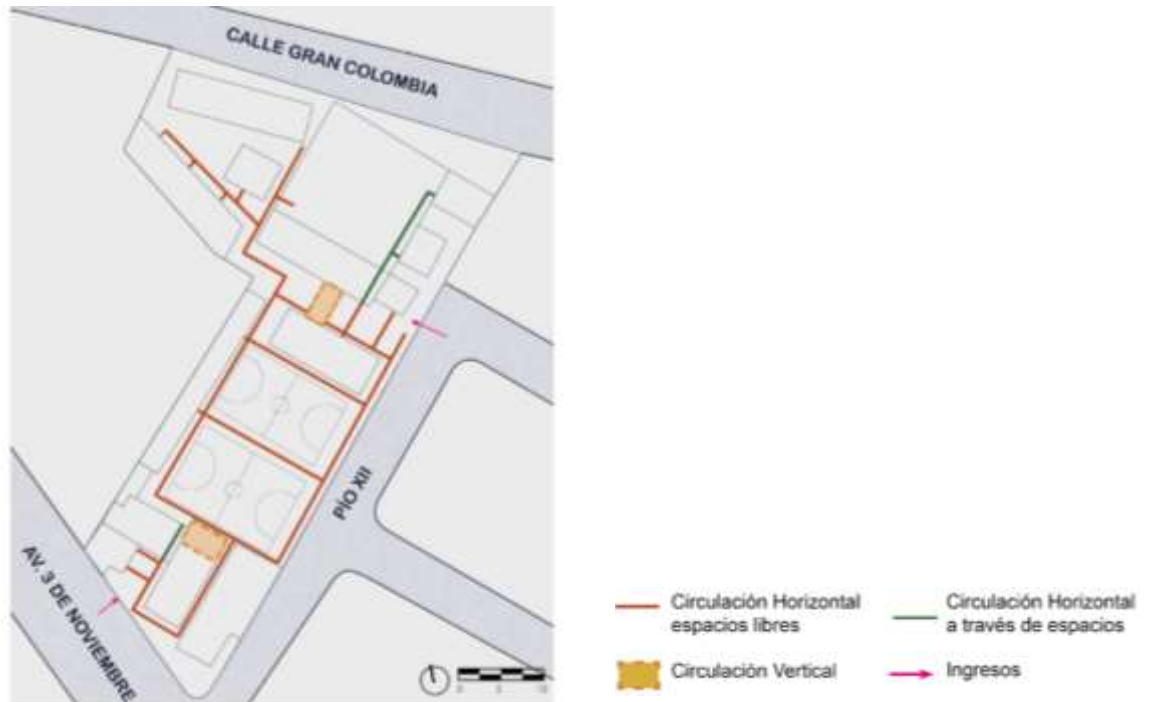 CALLE GRAN COLOMBIA
PÍO XII
AV. 3 DE NOVIEMBRE
Circulación Horizontal
espacios libres
Circulación Horizontal
a través de espacios
Circulación Vertical
Ingresos